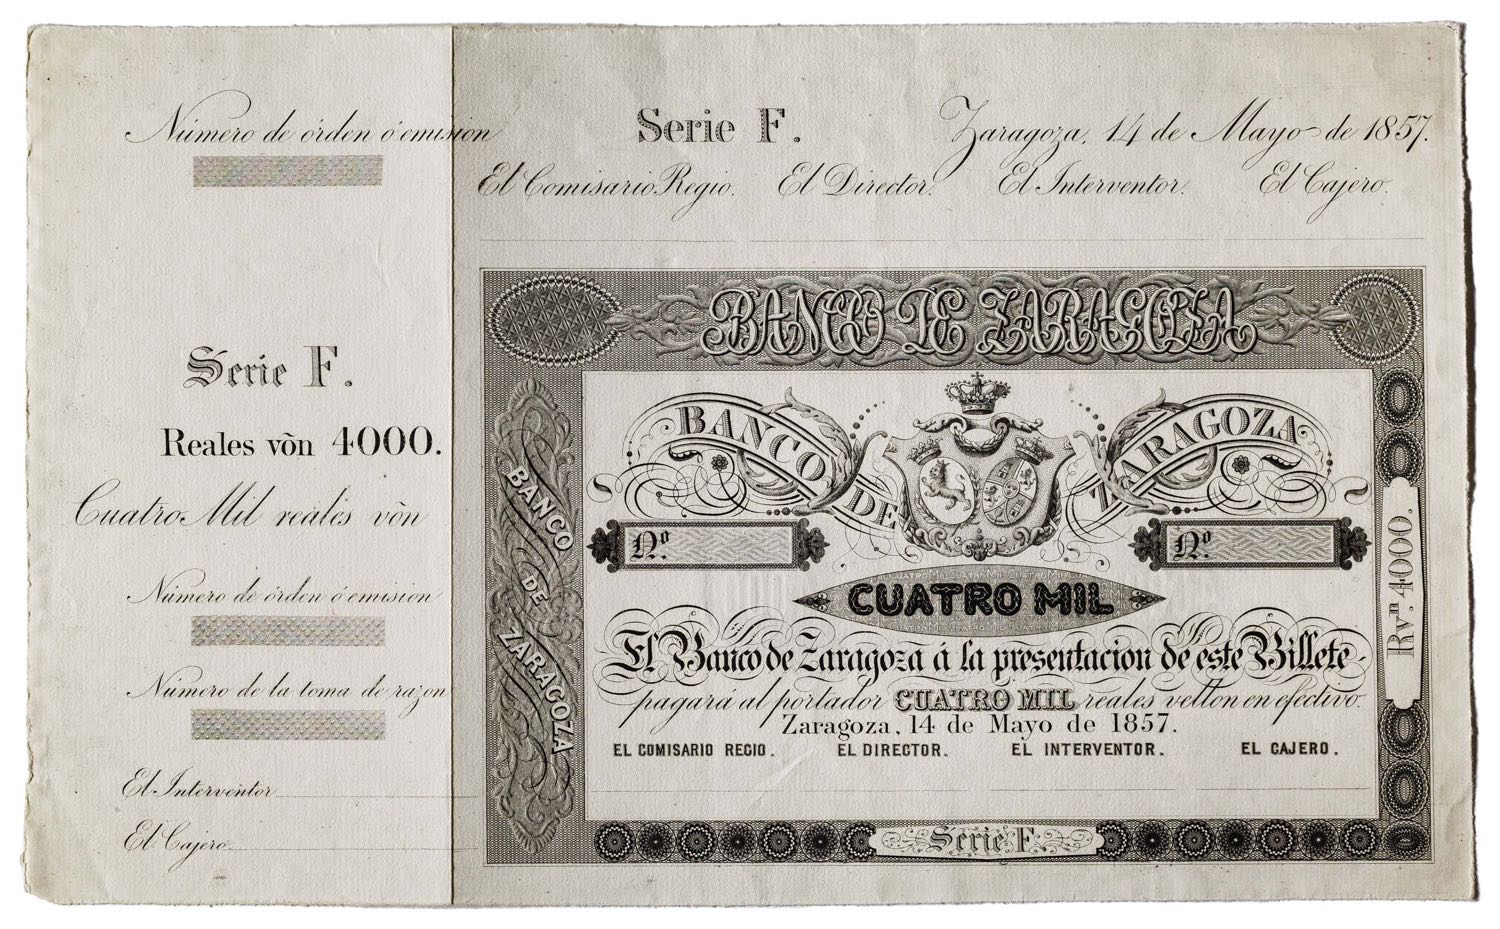 Número de órden ó emision
Serie F.
Reales vōn 4000.
Cuatro Mil reales vōn
Número de órden ó emision
Número de la toma de razon
El Interventor
El Cajero.
Serie F.
Zaragoza, 14 de Mayo de 1857.
El Comisario Regio. El Director. El Interventor. El Cajero.
BANCO DE ZARAGOZA
BANCO DE ZARAGOZA
BANCO DE ZARAGOZA
Nº
Nº
CUATRO MIL
El Banco de Zaragoza á la presentacion de este Billete
pagará al portador CUATRO MIL reales vellon en efectivo.
Zaragoza, 14 de Mayo de 1857.
EL COMISARIO REGIO. EL DIRECTOR. EL INTERVENTOR. EL CAJERO.
Rvn. 4000.
Serie F.